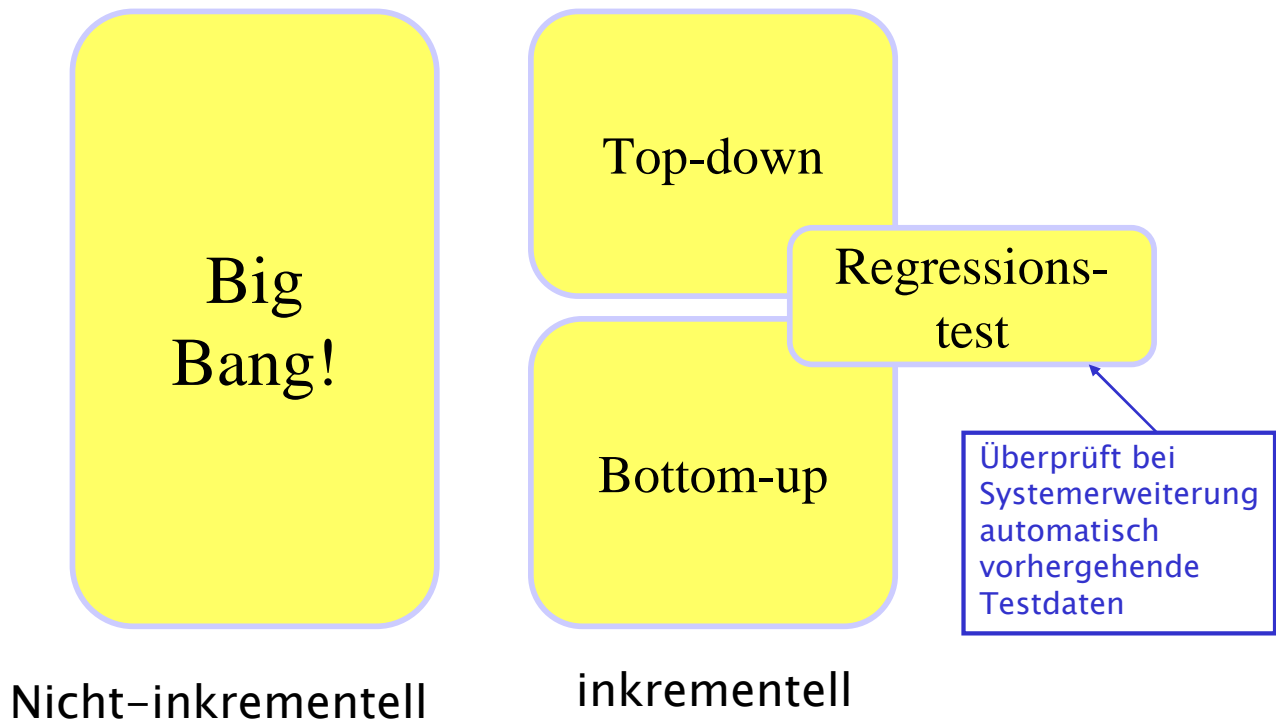 Big
Bang!
Top-down
Regressions-
test
Bottom-up
Überprüft bei
Systemerweiterung
automatisch
vorhergehende
Testdaten
Nicht-inkrementell
inkrementell